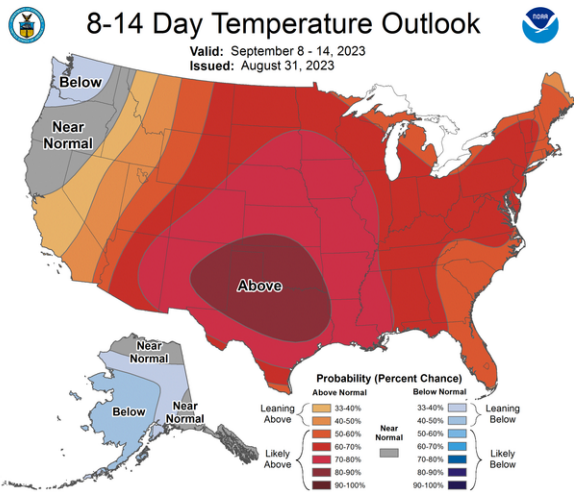 8-14 Day Temperature Outlook
Valid: September 8 - 14, 2023
Issued: August 31, 2023
NOAA
Below
Near
Normal
Above
Near
Normal
Below
Near
Normal
Probability (Percent Chance)
Above Normal
Below Normal
Leaning
Above
33-40%
40-50%
Likely
Above
50-60%
60-70%
70-80%
80-90%
90-100%
Near
Normal
33-40%
40-50%
Leaning
Below
50-60%
60-70%
70-80%
80-90%
90-100%
Likely
Below